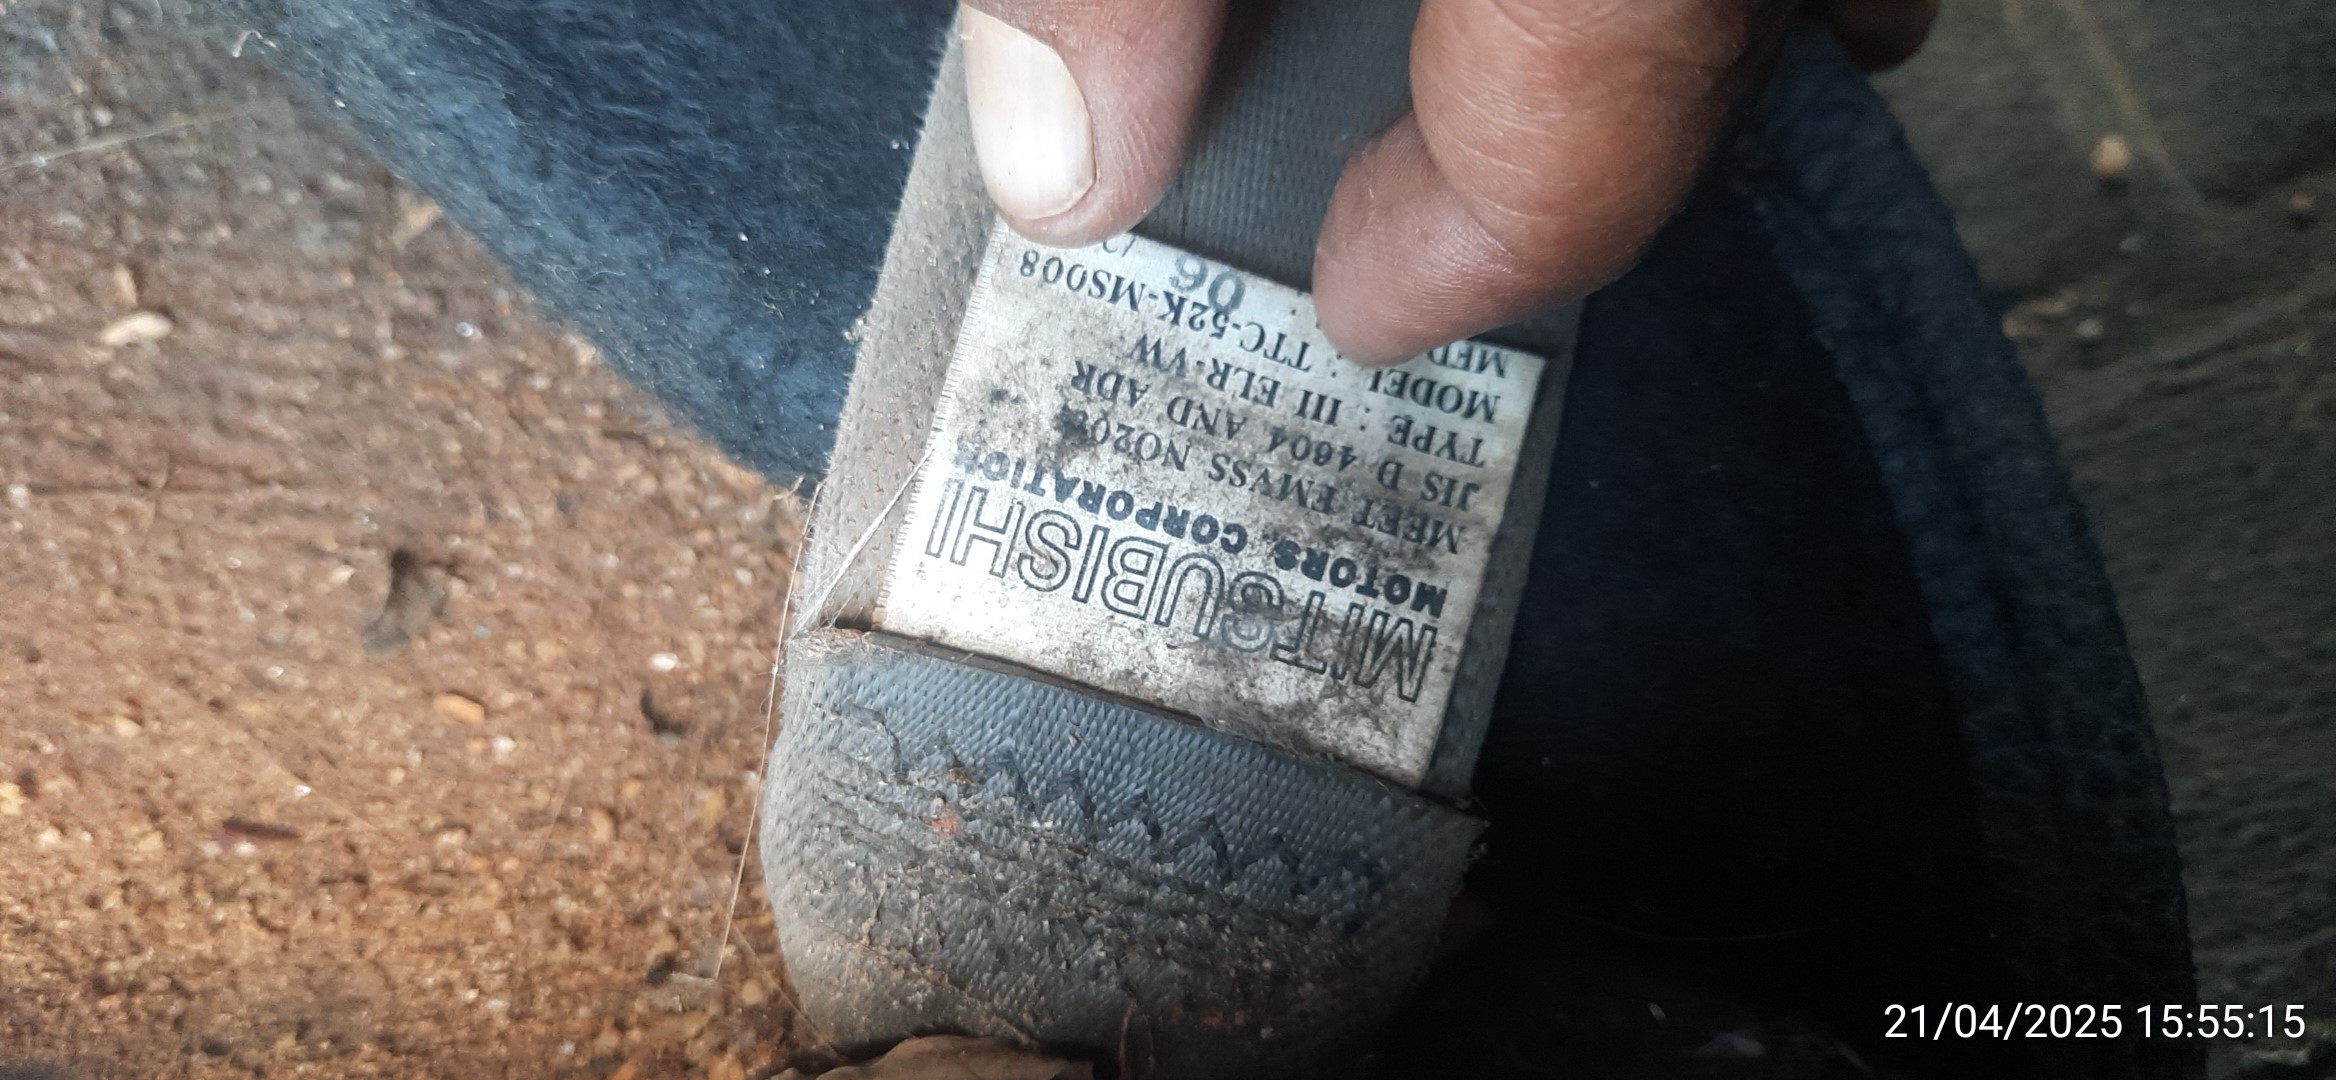 MITSUBISHI
MOTORS CORPORATION
MEET FMVSS
JIS D 4604 AND ADR
TYPE : III ELR-VW
MODEL : TTC-52K-MS008
06
21/04/2025 15:55:15